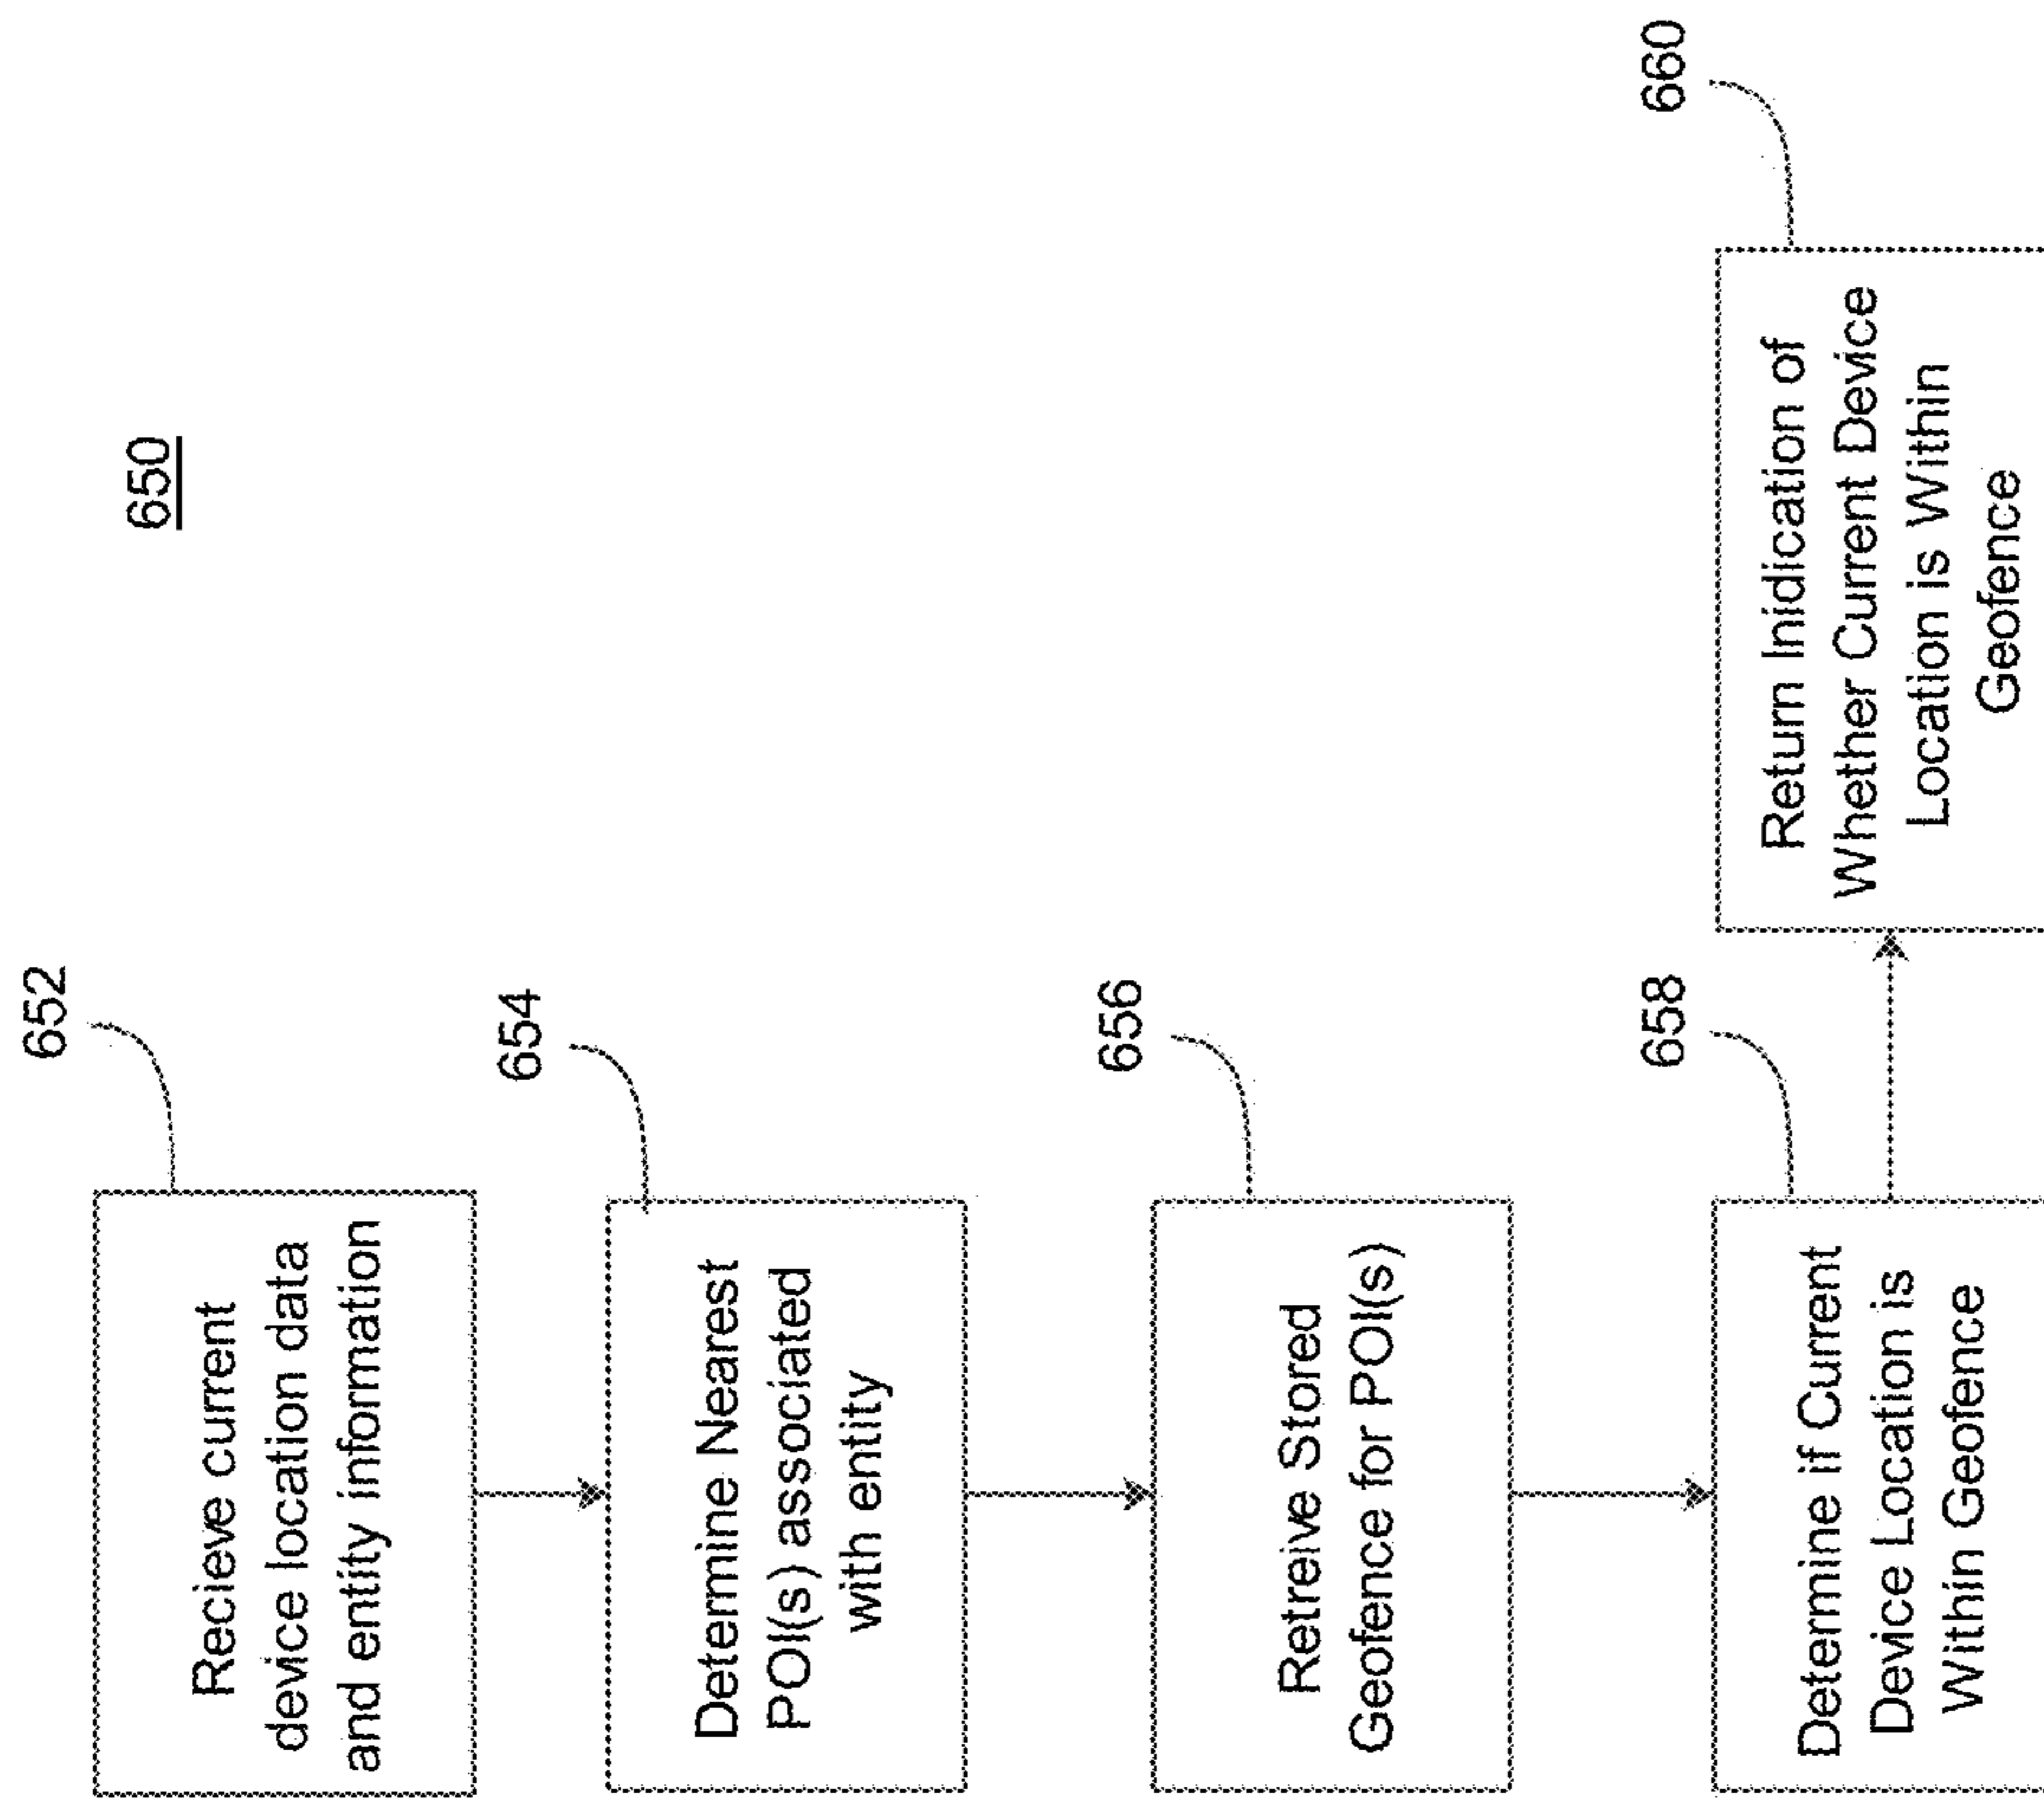 650
652
Recieve current
device location data
and entity information
654
Determine Nearest
POI(s) associated
with entity
656
Retreive Stored
Geofence for POI(s)
658
Determine if Current
Device Location is
Within Geofence
660
Return Inidication of
Whether Current Device
Location is Within
Geofence